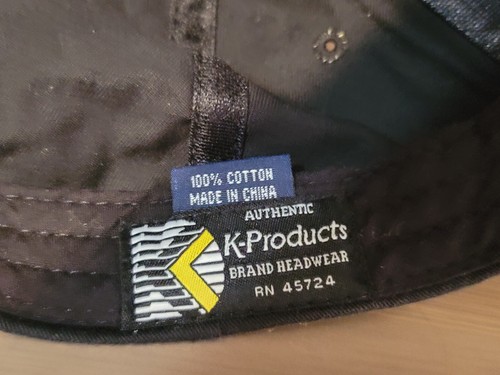 100% COTTON
MADE IN CHINA
AUTHENTIC
K-Products
BRAND HEADWEAR
RN 45724